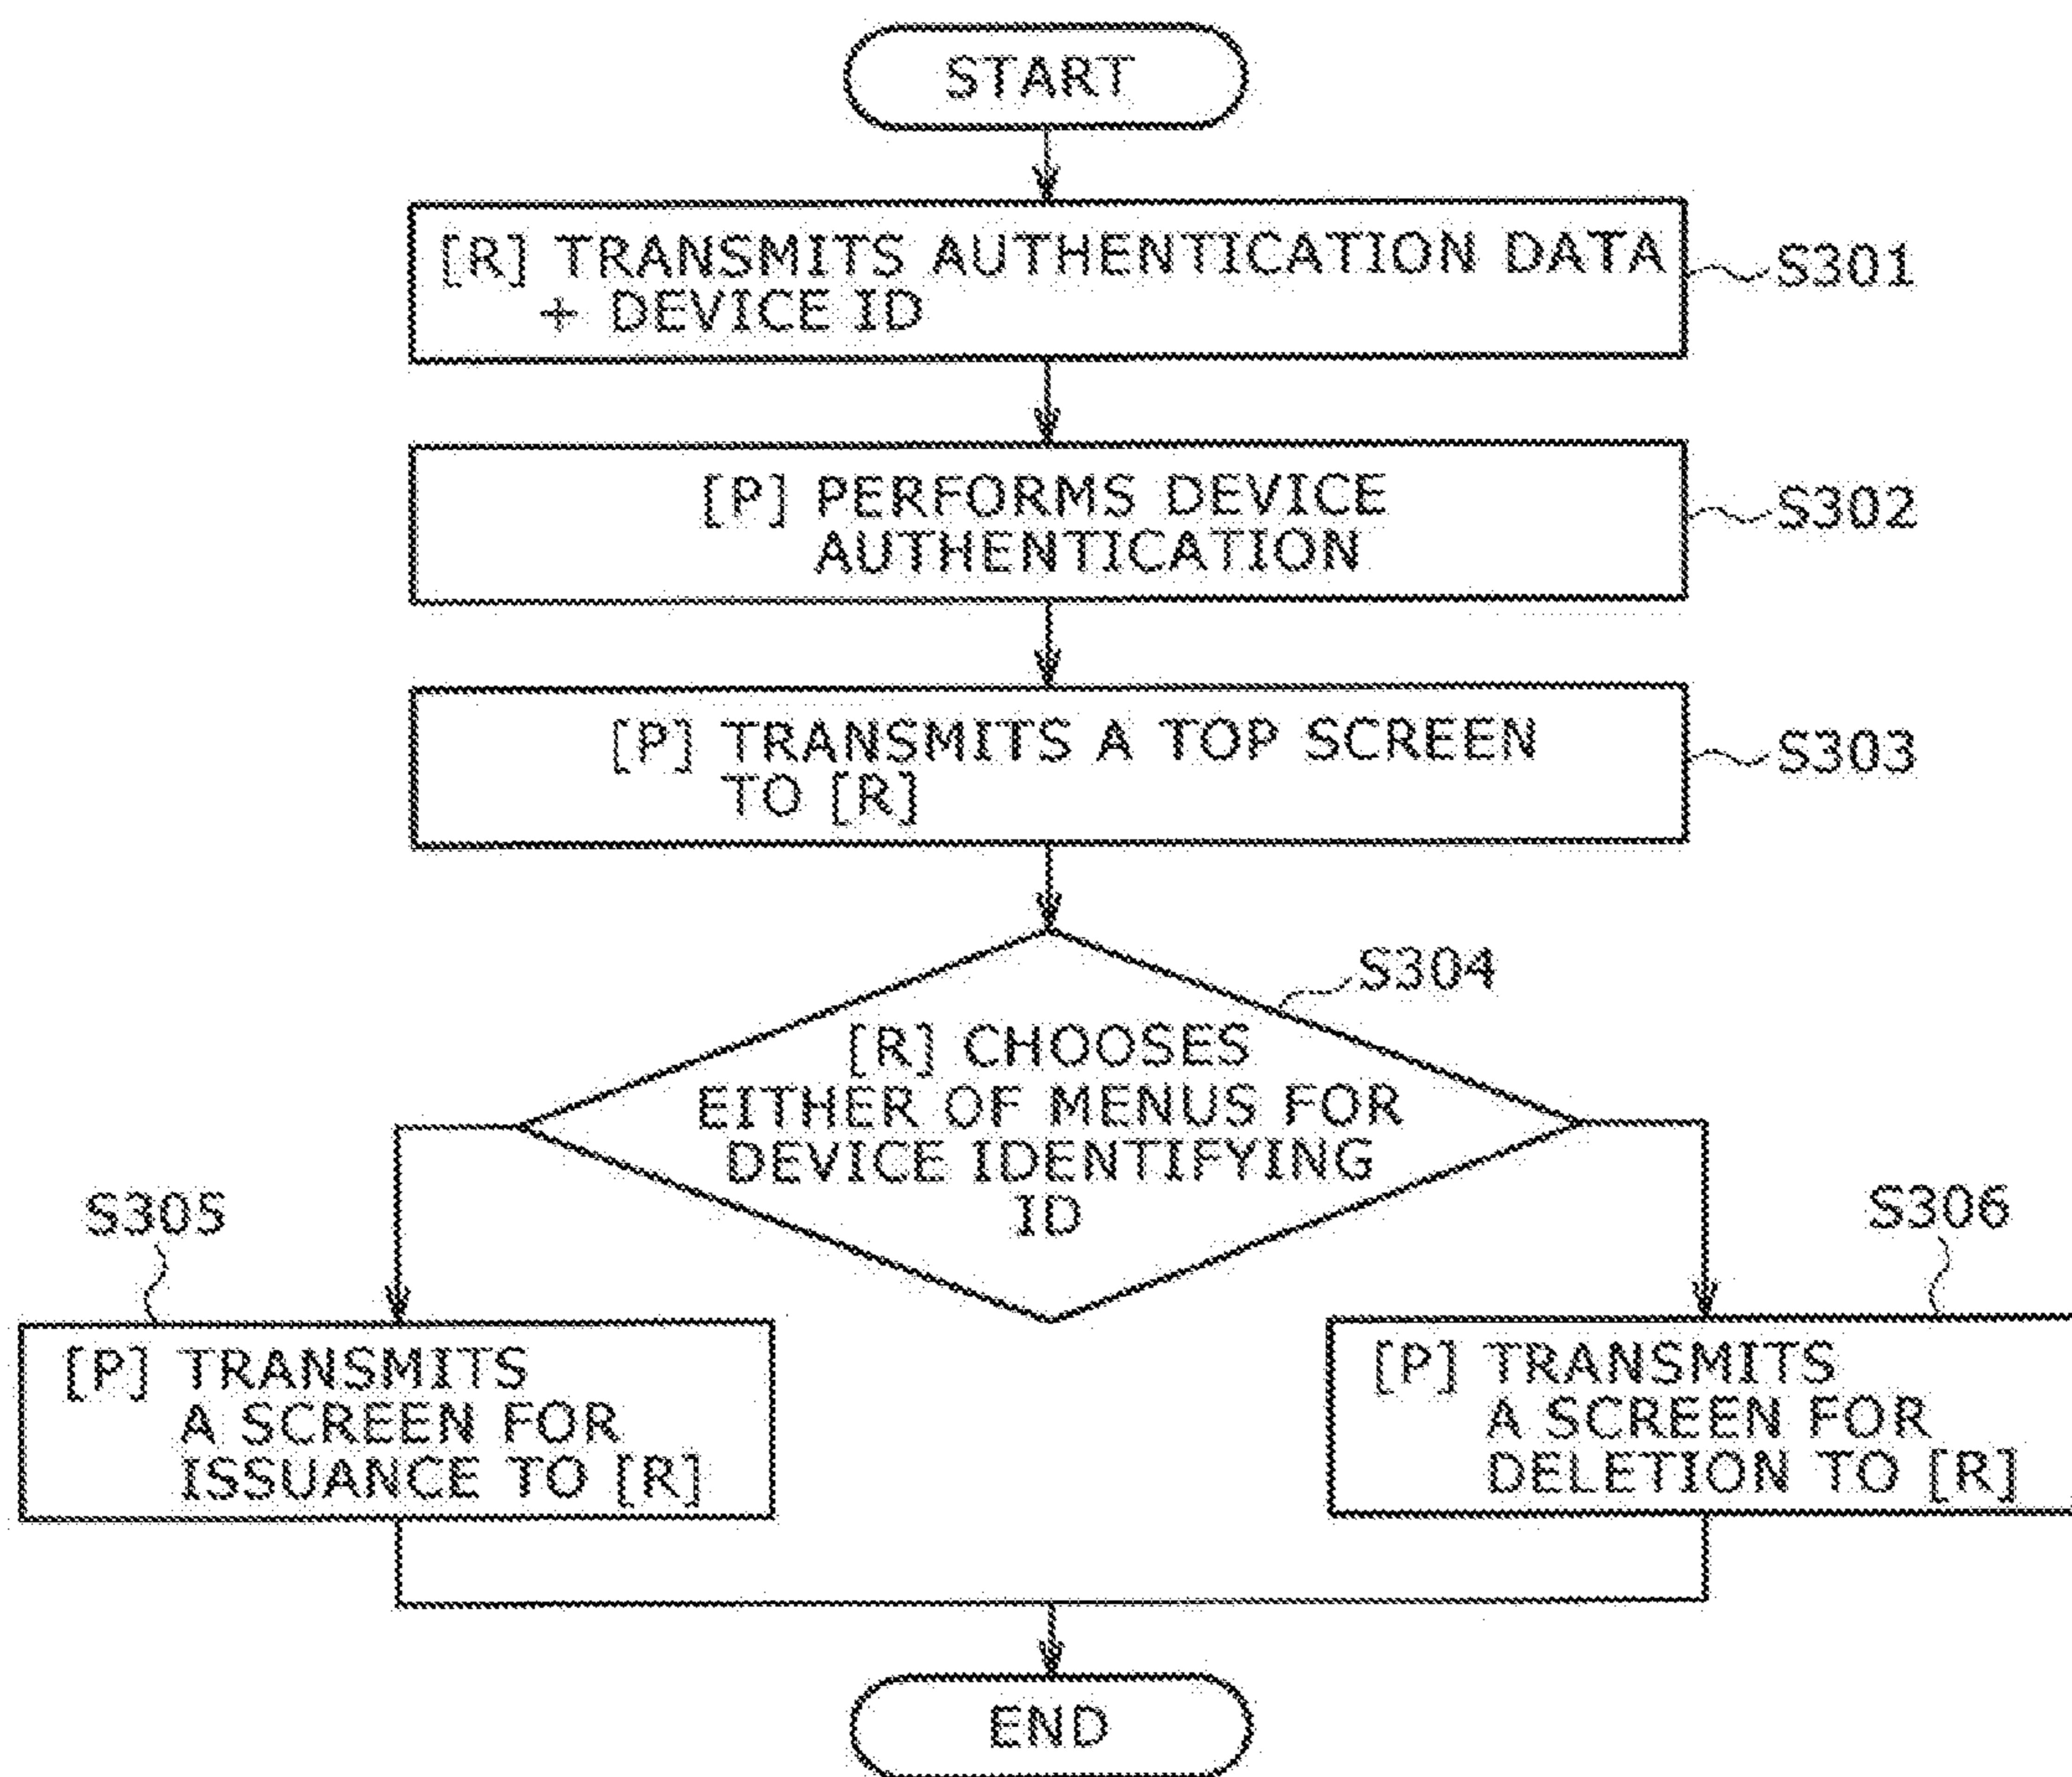 START
[R] TRANSMITS AUTHENTICATION DATA
+ DEVICE ID
S301
[P] PERFORMS DEVICE
AUTHENTICATION
S302
[P] TRANSMITS A TOP SCREEN
TO [R]
S303
S304
[R] CHOOSES
EITHER OF MENUS FOR
DEVICE IDENTIFYING
ID
S305
[P] TRANSMITS
A SCREEN FOR
ISSUANCE TO [R]
S306
[P] TRANSMITS
A SCREEN FOR
DELETION TO [R]
END